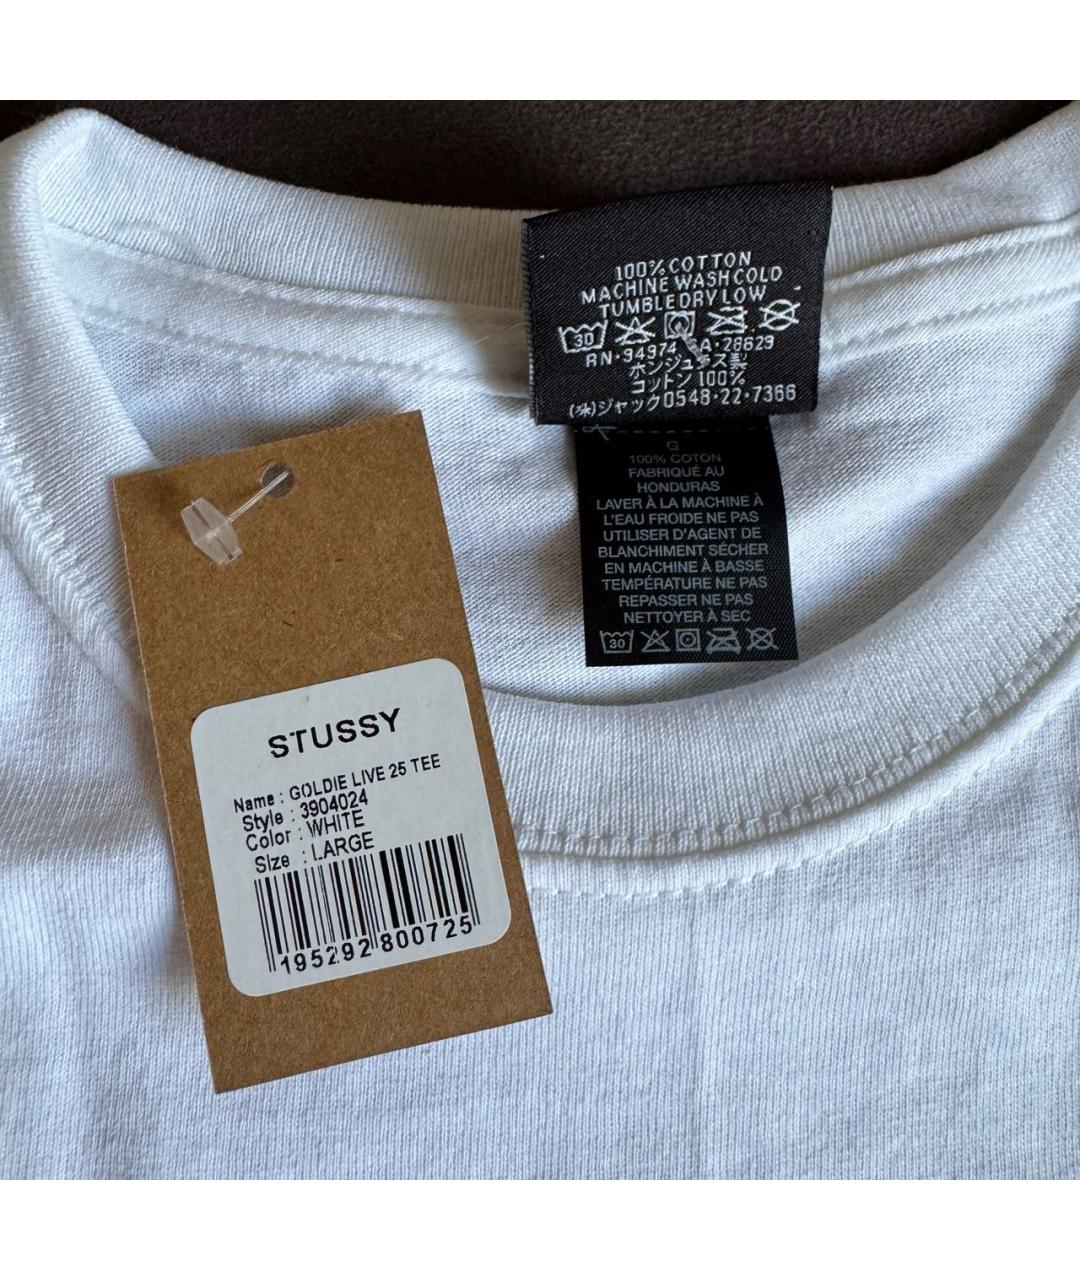 100% COTTON
MACHINE WASH COLD
TUMBLE DRY LOW
30
RN·94974 CA·28629
ホンジュラス製
コットン 100%
(株)ジャック0548·22·7366
G
100% COTON
FABRIQUÉ AU
HONDURAS
LAVER À LA MACHINE À
L'EAU FROIDE NE PAS
UTILISER D'AGENT DE
BLANCHIMENT SÉCHER
EN MACHINE À BASSE
TEMPÉRATURE NE PAS
REPASSER NE PAS
NETTOYER À SEC
30
STUSSY
Name : GOLDIE LIVE 25 TEE
Style : 3904024
Color : WHITE
Size : LARGE
195292800725